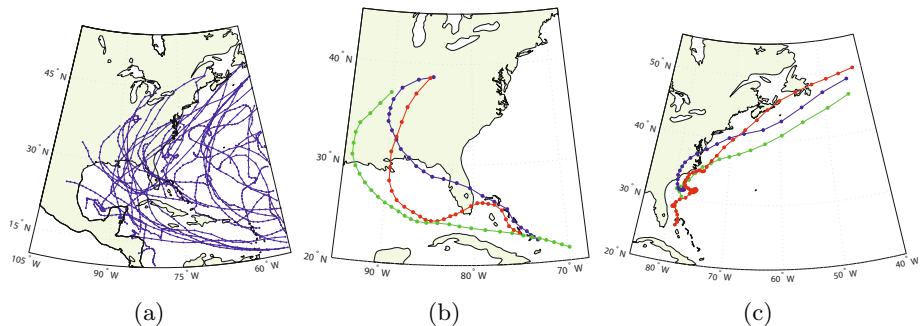 45° N
30° N
15° N
105° W
90° W
75° W
60° W
(a)
40° N
30° N
20° N
90° W
80° W
70° W
(b)
50° N
40° N
30° N
20° N
80° W
70° W
60° W
50° W
40° W
(c)